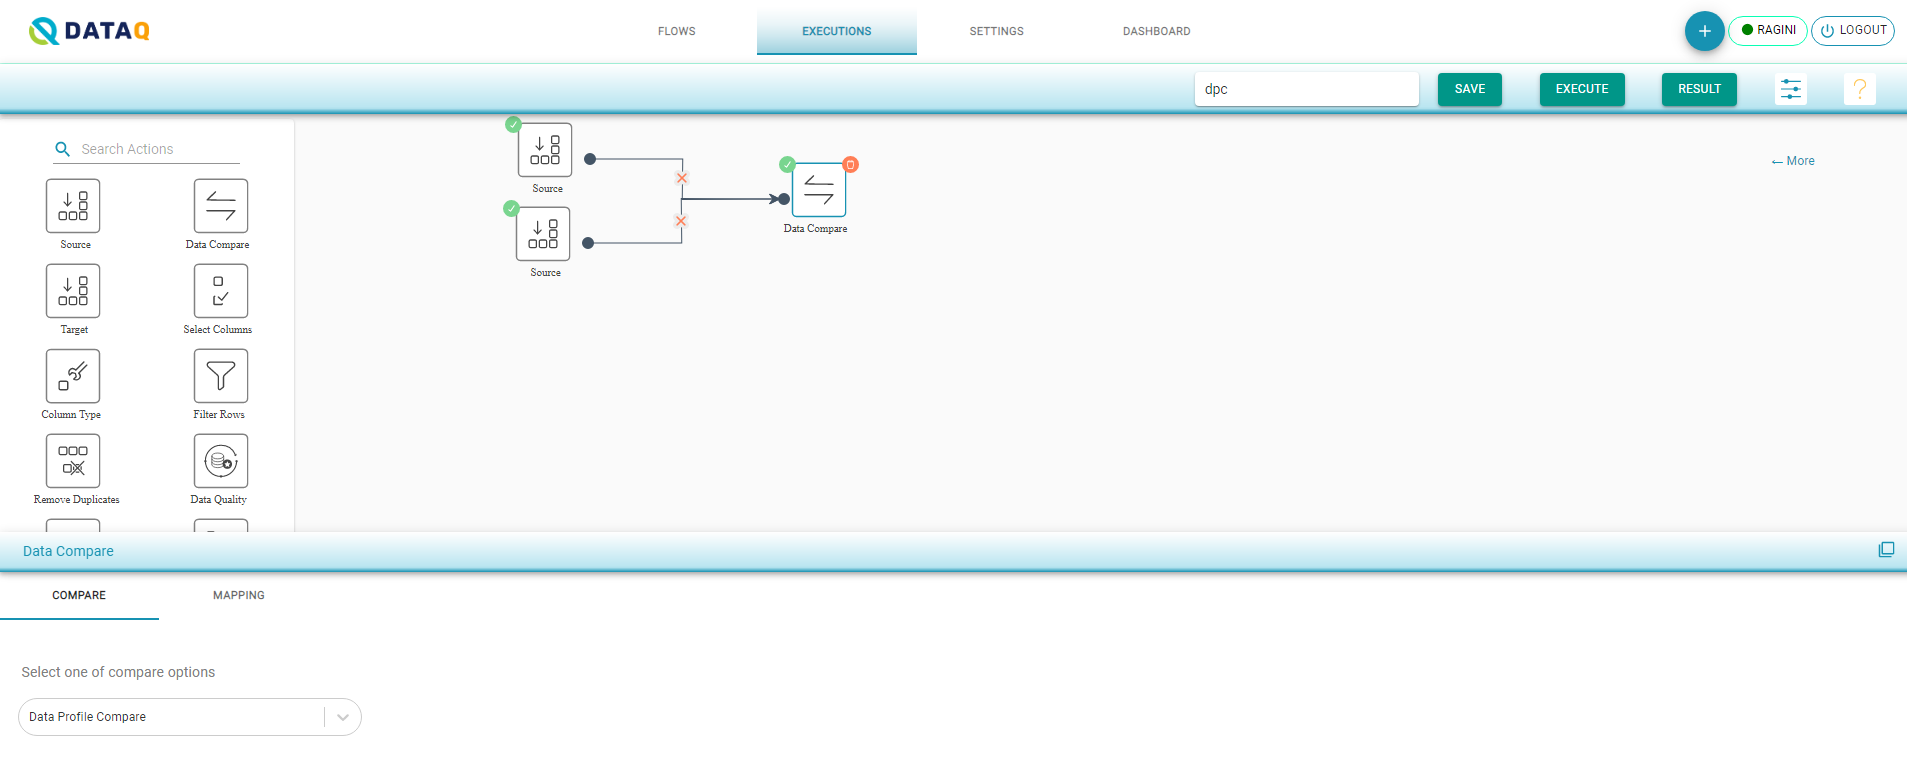 DATAQ
FLOWS
EXECUTIONS
SETTINGS
DASHBOARD
RAGINI
LOGOUT
dpc
SAVE
EXECUTE
RESULT
?
Search Actions
Source
Data Compare
Target
Select Columns
Column Type
Filter Rows
Remove Duplicates
Data Quality
Source
Source
Data Compare
← More
Data Compare
COMPARE
MAPPING
Select one of compare options
Data Profile Compare